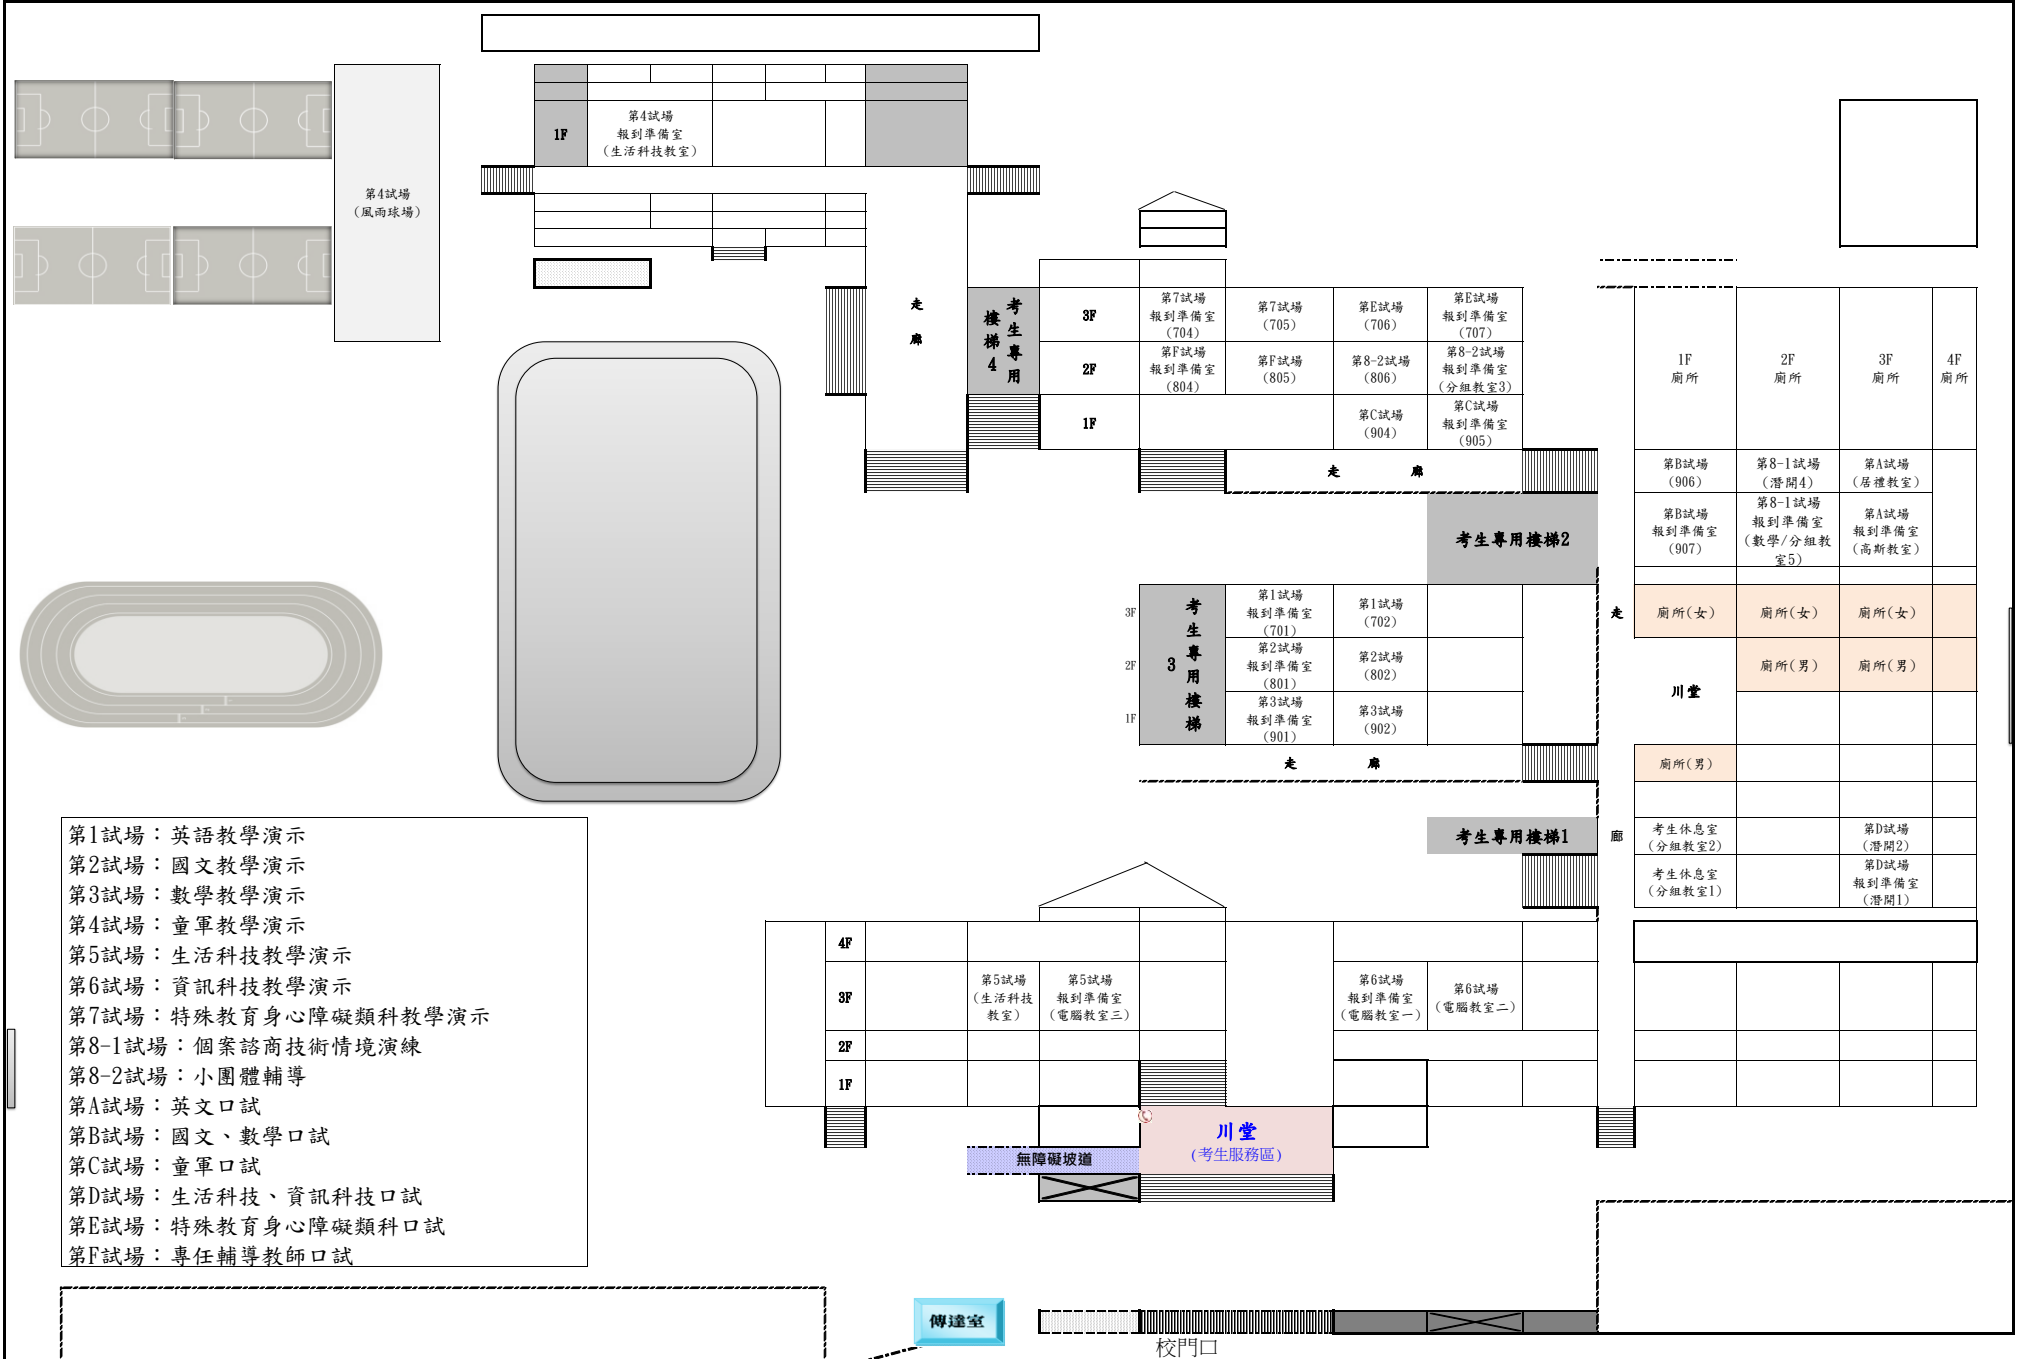 1F
第4試場
報到準備室
(生活科技教室)
第4試場
(風雨球場)
走
廊
考生專用
樓梯4
3F
第7試場
報到準備室
(704)
第7試場
(705)
第E試場
(706)
第E試場
報到準備室
(707)
2F
第F試場
報到準備室
(804)
第F試場
(805)
第8-2試場
(806)
第8-2試場
報到準備室
(分組教室3)
1F
第C試場
(904)
第C試場
報到準備室
(905)
走 廊
1F
廁所
2F
廁所
3F
廁所
4F
廁所
第B試場
(906)
第8-1試場
(潛開4)
第A試場
(居禮教室)
第B試場
報到準備室
(907)
第8-1試場
報到準備室
(數學/分組教
室5)
第A試場
報到準備室
(高斯教室)
考生專用樓梯2
3F
2F
1F
考生專用樓梯
3
第1試場
報到準備室
(701)
第1試場
(702)
第2試場
報到準備室
(801)
第2試場
(802)
第3試場
報到準備室
(901)
第3試場
(902)
走 廊
走
廊
廁所(女)
廁所(女)
廁所(女)
川堂
廁所(男)
廁所(男)
廁所(男)
考生專用樓梯1
考生休息室
(分組教室2)
第D試場
(潛開2)
考生休息室
(分組教室1)
第D試場
報到準備室
(潛開1)
第1試場：英語教學演示
第2試場：國文教學演示
第3試場：數學教學演示
第4試場：童軍教學演示
第5試場：生活科技教學演示
第6試場：資訊科技教學演示
第7試場：特殊教育身心障礙類科教學演示
第8-1試場：個案諮商技術情境演練
第8-2試場：小團體輔導
第A試場：英文口試
第B試場：國文、數學口試
第C試場：童軍口試
第D試場：生活科技、資訊科技口試
第E試場：特殊教育身心障礙類科口試
第F試場：專任輔導教師口試
4F
3F
第5試場
(生活科技
教室)
第5試場
報到準備室
(電腦教室三)
第6試場
報到準備室
(電腦教室一)
第6試場
(電腦教室二)
2F
1F
川堂
(考生服務區)
無障礙坡道
傳達室
校門口